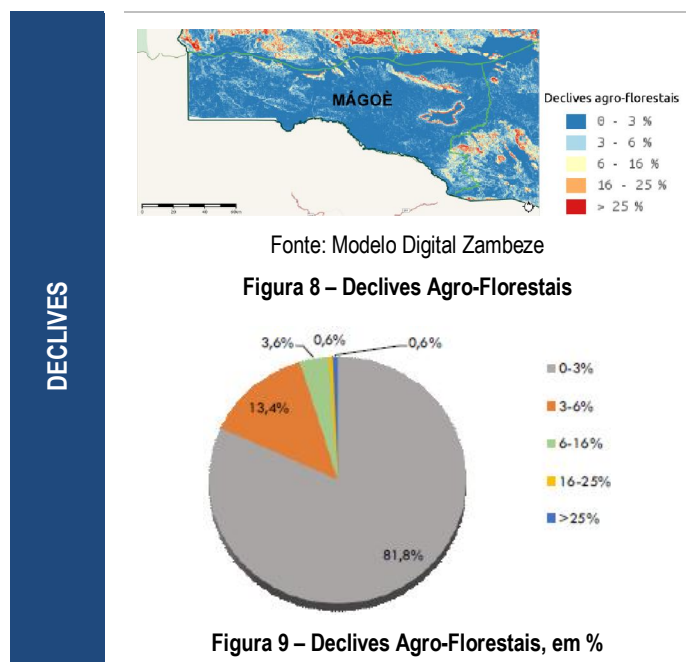 DECLIVES
MÁGOÈ
Declives agro-florestais
0 - 3 %
3 - 6 %
6 - 16 %
16 - 25 %
> 25 %
Fonte: Modelo Digital Zambeze
Figura 8 – Declives Agro-Florestais
3,6%
0,6%
0,6%
13,4%
81,8%
0-3%
3-6%
6-16%
16-25%
>25%
Figura 9 – Declives Agro-Florestais, em %